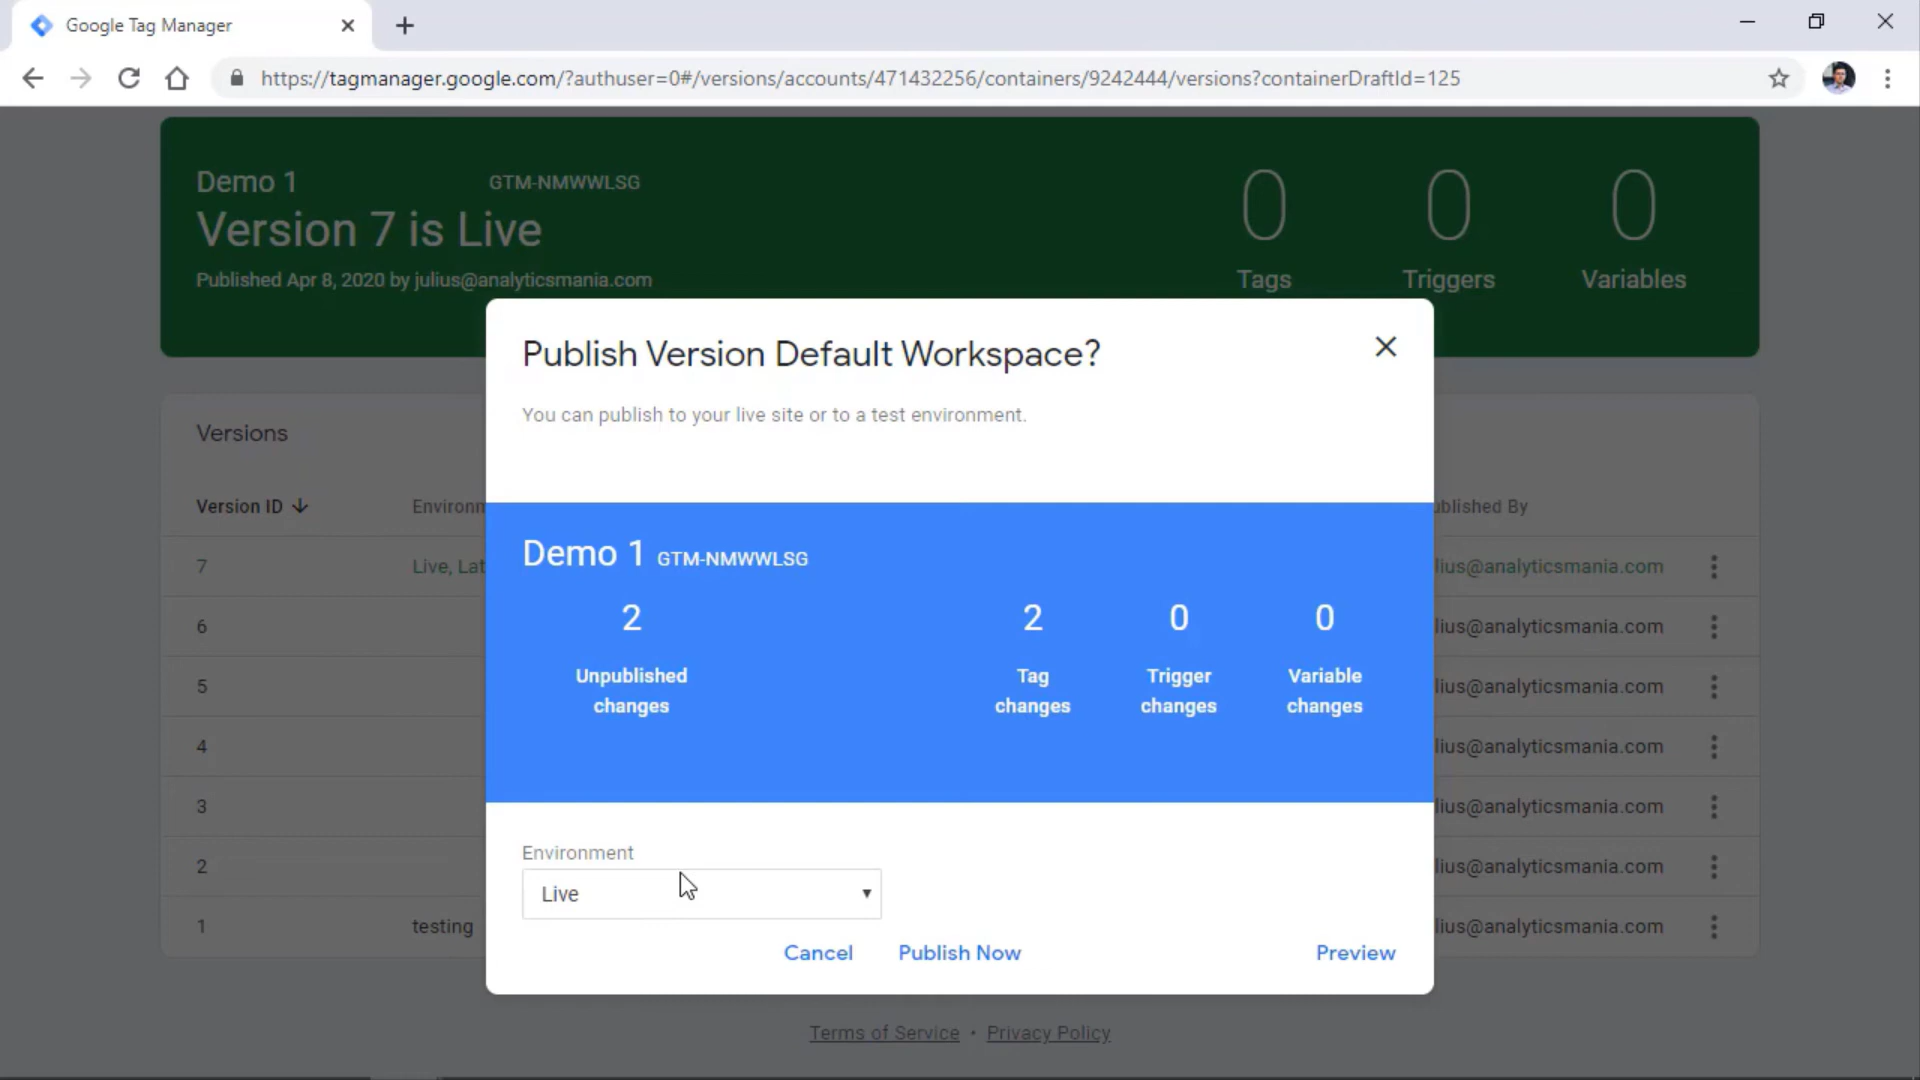 Google Tag Manager
https://tagmanager.google.com/?authuser=0#/versions/accounts/471432256/containers/9242444/versions?containerDraftId=125
Demo 1 GTM-NMWWLSG
Version 7 is Live
Published Apr 8, 2020 by julius@analyticsmania.com
0 0 0
Tags Triggers Variables
Publish Version Default Workspace?
You can publish to your live site or to a test environment.
Demo 1 GTM-NMWWLSG
2 2 0 0
Unpublished changes
Tag changes
Trigger changes
Variable changes
Environment
Live
Cancel Publish Now Preview
Versions
Version ID Environm ublished By
7 Live, Lat lius@analyticsmania.com
6 lius@analyticsmania.com
5 lius@analyticsmania.com
4 lius@analyticsmania.com
3 lius@analyticsmania.com
2 lius@analyticsmania.com
1 testing lius@analyticsmania.com
Terms of Service • Privacy Policy